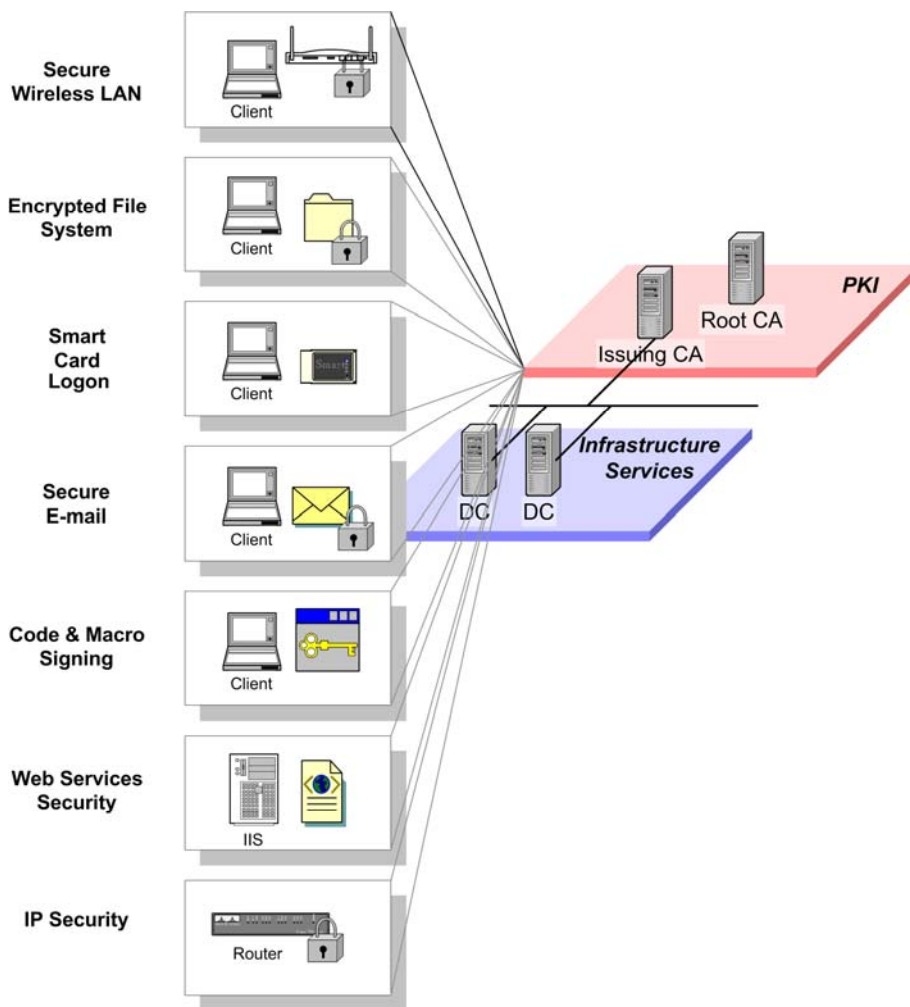 Secure
Wireless LAN
Client
Encrypted File
System
Client
Smart
Card
Logon
Client
Smart
Secure
E-mail
Client
Code & Macro
Signing
Client
Web Services
Security
IIS
IP Security
Router
PKI
Root CA
Issuing CA
Infrastructure
Services
DC
DC